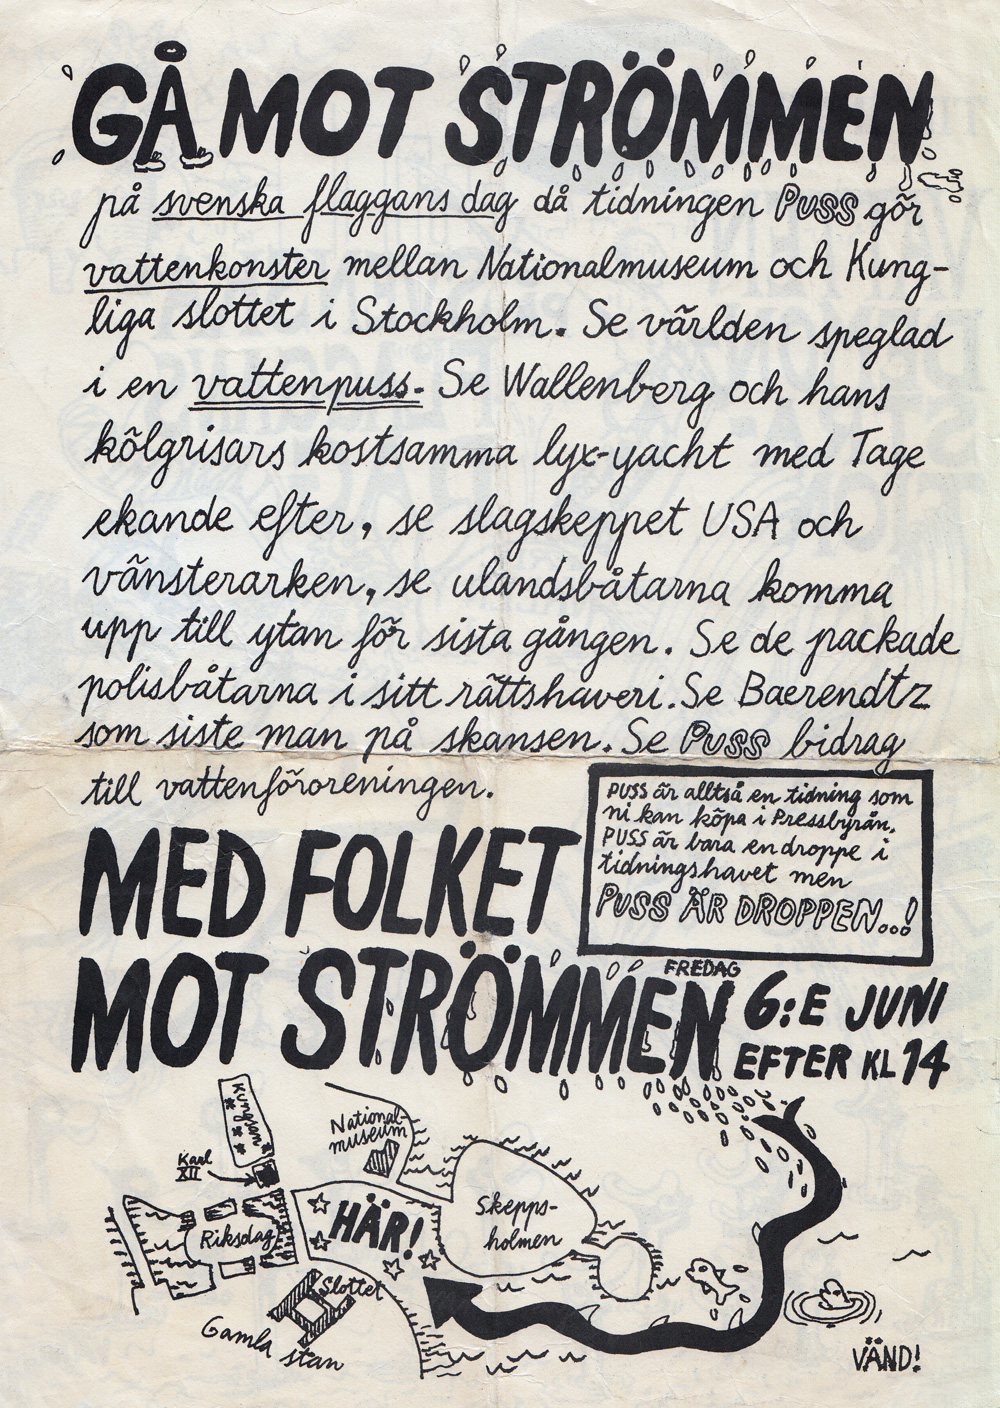 GÅ MOT STRÖMMEN
på svenska flaggans dag då tidningen PUSS gör
vattenkonster mellan Nationalmuseum och Kung-
liga slottet i Stockholm. Se världen speglad
i en vattenpuss. Se Wallenberg och hans
kölgrisars kostsamma lyx-yacht med Tage
ekande efter, se slagskeppet USA och
vänsterarken, se ulandsbåtarna komma
upp till ytan för sista gången. Se de packade
polisbåtarna i sitt rättshaveri. Se Baerendtz
som siste man på skansen. Se PUSS bidrag
till vattenföroreningen.
PUSS är alltså en tidning som
ni kan köpa i Pressbyrån.
PUSS är bara en droppe i
tidningshavet men
PUSS ÄR DROPPEN...!
MED FOLKET
MOT STRÖMMEN
FREDAG
6:E JUNI
EFTER KL 14
Kungsan
National-
museum
Karl
XII
Riksdag
HÄR!
Skepps-
holmen
Slottet
Gamla stan
VÄND!